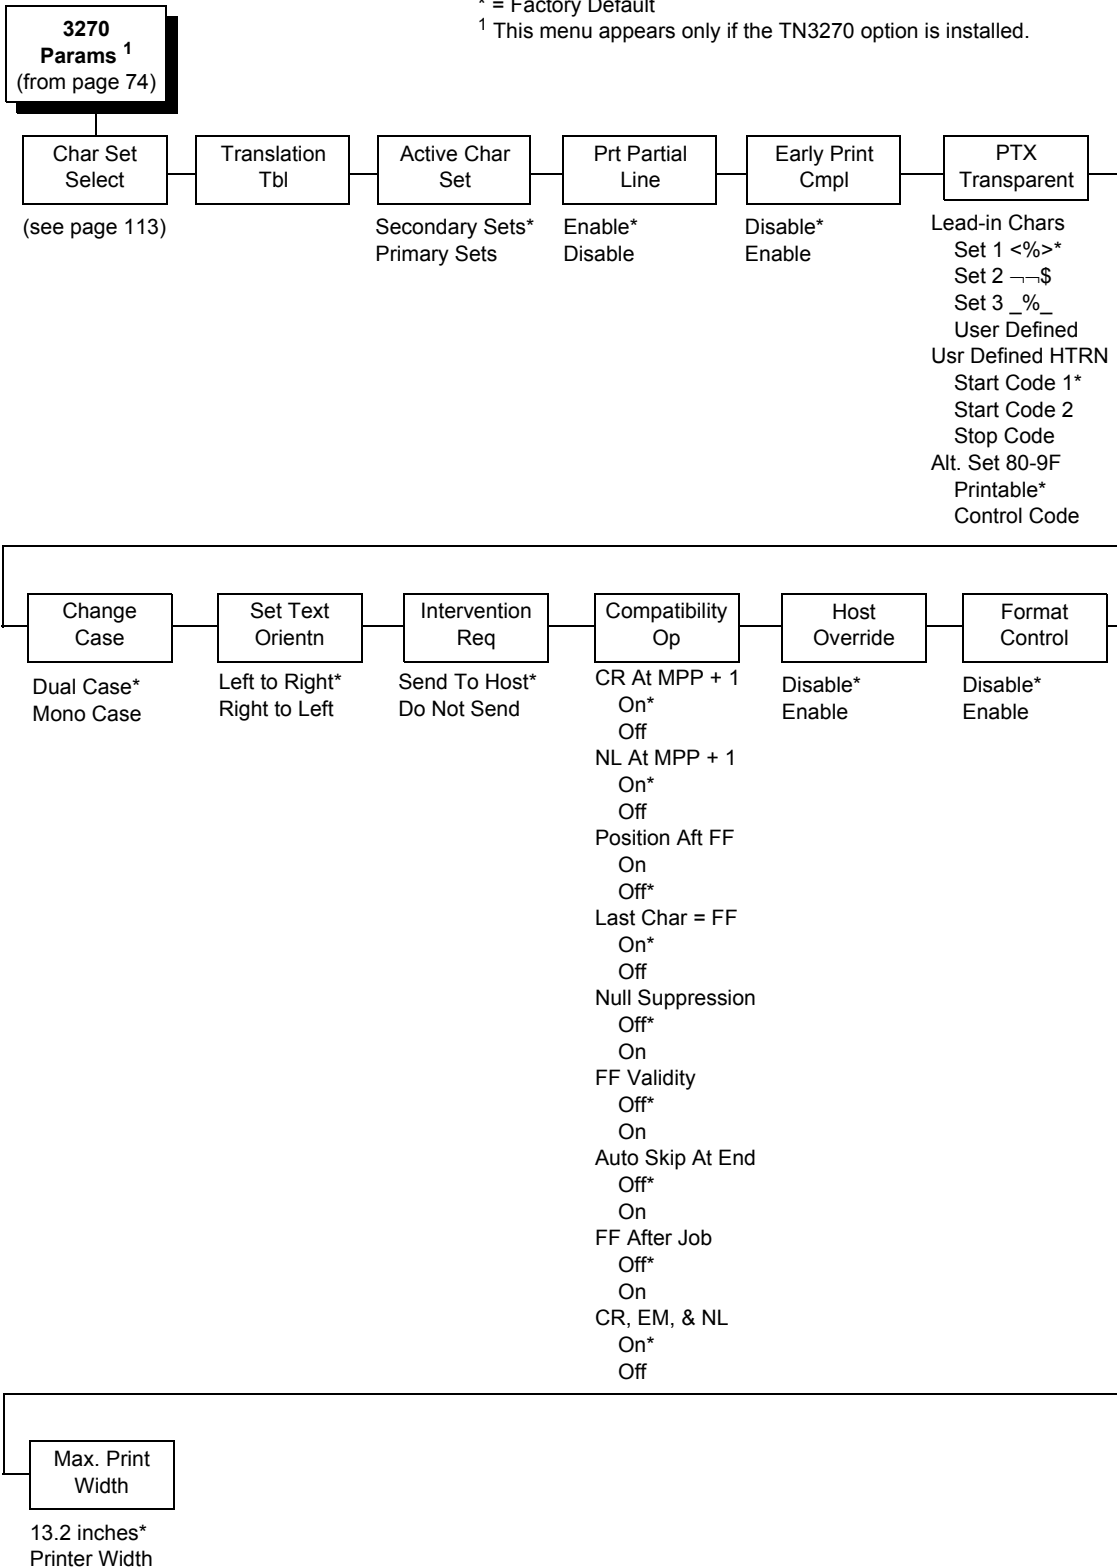 * = Factory Default
1 This menu appears only if the TN3270 option is installed.
3270
Params 1
(from page 74)
Char Set
Select
(see page 113)
Translation
Tbl
Active Char
Set
Secondary Sets*
Primary Sets
Prt Partial
Line
Enable*
Disable
Early Print
Cmpl
Disable*
Enable
PTX
Transparent
Lead-in Chars
Set 1 <%>*
Set 2 ¬¬$
Set 3 _%_
User Defined
Usr Defined HTRN
Start Code 1*
Start Code 2
Stop Code
Alt. Set 80-9F
Printable*
Control Code
Change
Case
Dual Case*
Mono Case
Set Text
Orientn
Left to Right*
Right to Left
Intervention
Req
Send To Host*
Do Not Send
Compatibility
Op
CR At MPP + 1
On*
Off
NL At MPP + 1
On*
Off
Position Aft FF
On
Off*
Last Char = FF
On*
Off
Null Suppression
Off*
On
FF Validity
Off*
On
Auto Skip At End
Off*
On
FF After Job
Off*
On
CR, EM, & NL
On*
Off
Host
Override
Disable*
Enable
Format
Control
Disable*
Enable
Max. Print
Width
13.2 inches*
Printer Width